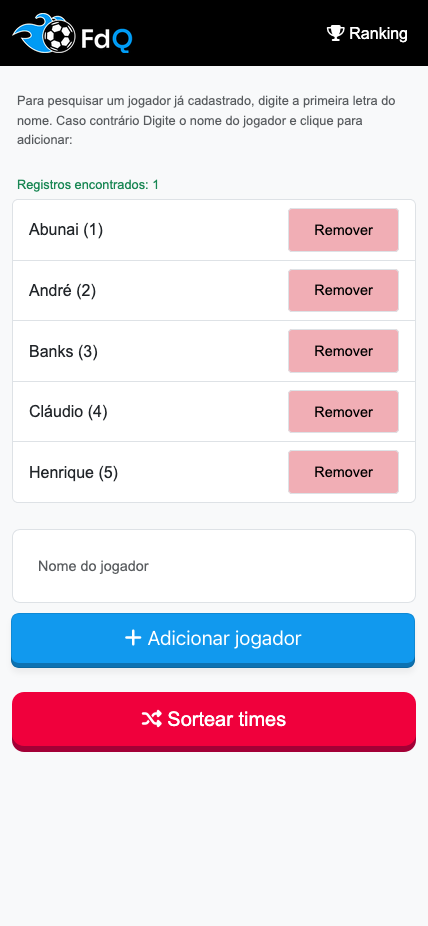 FdQ
Ranking
Para pesquisar um jogador já cadastrado, digite a primeira letra do
nome. Caso contrário Digite o nome do jogador e clique para
adicionar:
Registros encontrados: 1
Abunai (1)
Remover
André (2)
Remover
Banks (3)
Remover
Cláudio (4)
Remover
Henrique (5)
Remover
Nome do jogador
Adicionar jogador
Sortear times